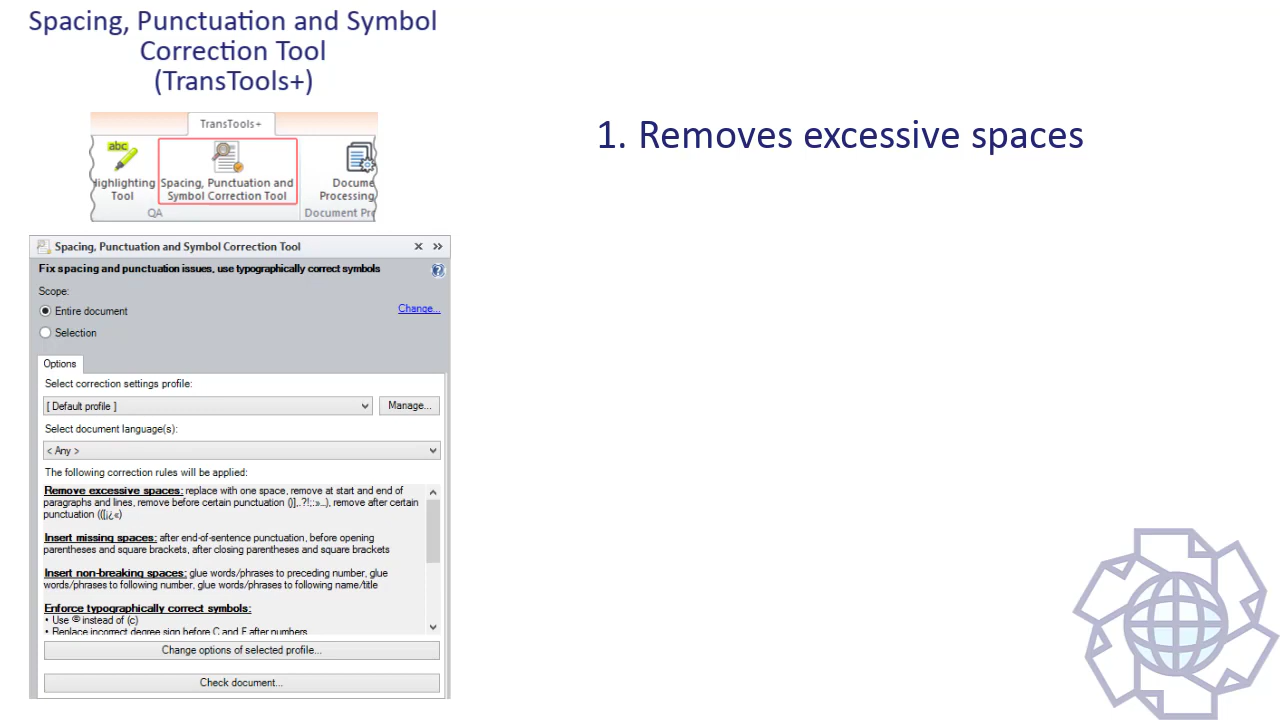 Spacing, Punctuation and Symbol
Correction Tool
(TransTools+)
TransTools+
abc
Highlighting
Tool
Spacing, Punctuation and
Symbol Correction Tool
Docume
Processing
QA
Document Pr
1. Removes excessive spaces
Spacing, Punctuation and Symbol Correction Tool
Fix spacing and punctuation issues, use typographically correct symbols
Scope:
Entire document
Change...
Selection
Options
Select correction settings profile:
[ Default profile ]
Manage...
Select document language(s):
< Any >
The following correction rules will be applied:
Remove excessive spaces: replace with one space, remove at start and end of
paragraphs and lines, remove before certain punctuation ()],.?!;:»...), remove after certain
punctuation (([¡¿«)
Insert missing spaces: after end-of-sentence punctuation, before opening
parentheses and square brackets, after closing parentheses and square brackets
Insert non-breaking spaces: glue words/phrases to preceding number, glue
words/phrases to following number, glue words/phrases to following name/title
Enforce typographically correct symbols:
• Use © instead of (c)
• Replace incorrect degree sign before C and F after numbers
Change options of selected profile...
Check document...